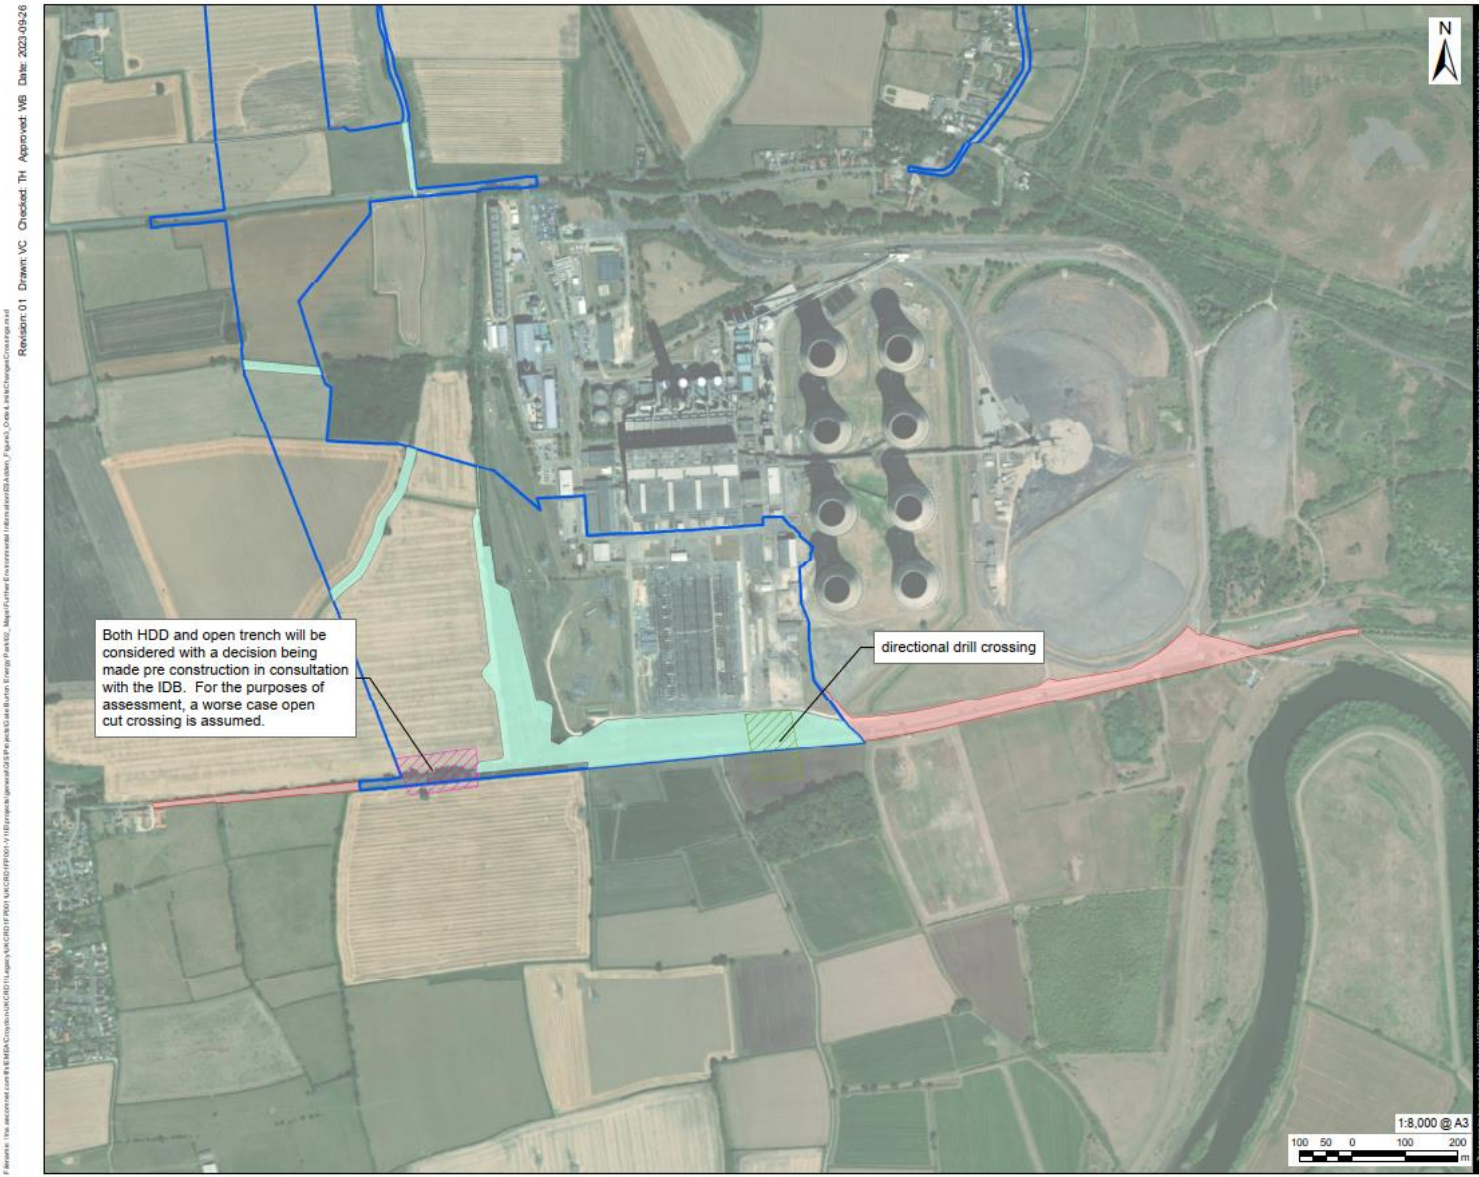 Revision: 01 Drawn: VC Checked: TH Approved: WB Date: 2023-09-26
N
Both HDD and open trench will be
considered with a decision being
made pre construction in consultation
with the IDB. For the purposes of
assessment, a worse case open
cut crossing is assumed.
directional drill crossing
1:8,000 @ A3
100 50 0 100 200
m